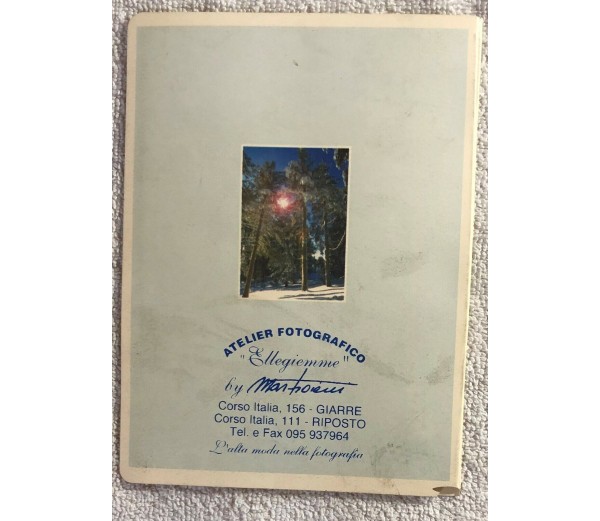 ATELIER FOTOGRAFICO
"Ellegiemme"
by
Corso Italia, 156 - GIARRE
Corso Italia, 111 - RIPOSTO
Tel. e Fax 095 937964
L'alta moda nella fotografia